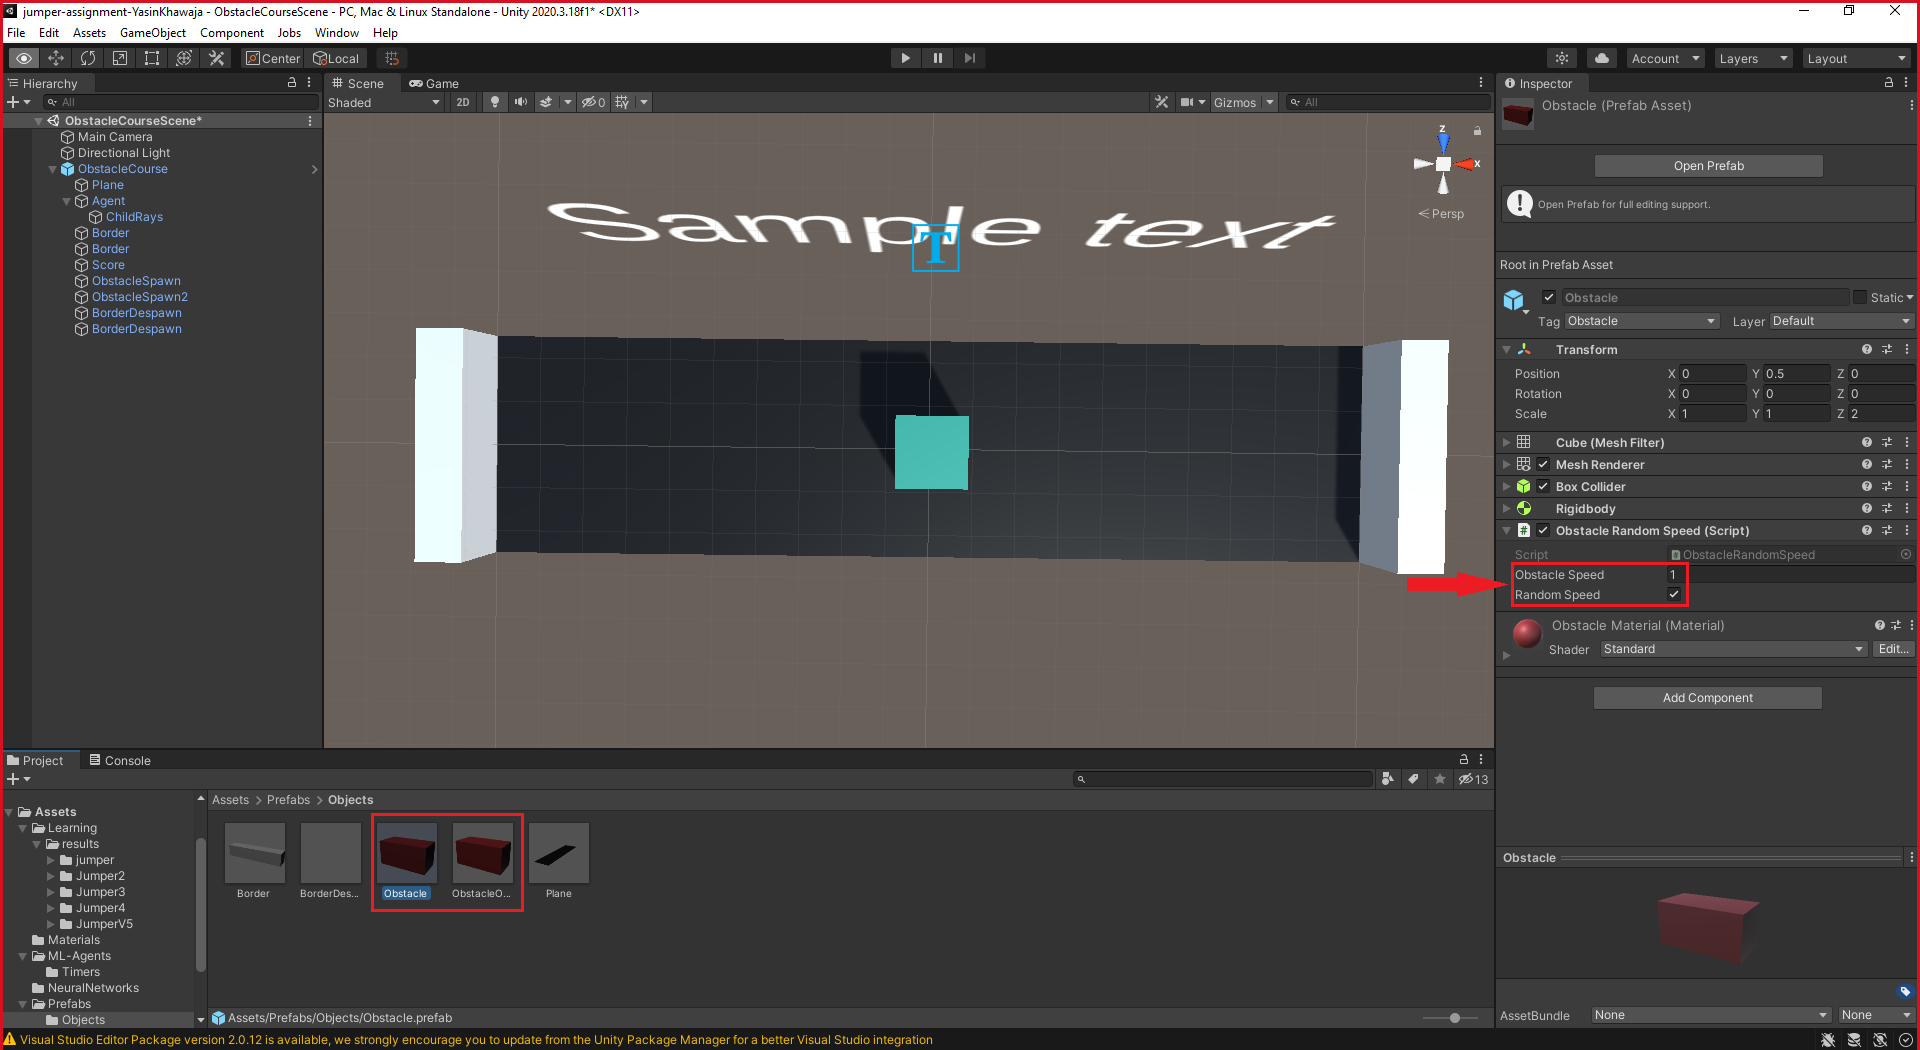 jumper-assignment-YasinKhawaja - ObstacleCourseScene - PC, Mac & Linux Standalone - Unity 2020.3.18f1* <DX11>
File Edit Assets GameObject Component Jobs Window Help
Center Local Account Layers Layout
Hierarchy
All
ObstacleCourseScene*
Main Camera
Directional Light
ObstacleCourse
Plane
Agent
ChildRays
Border
Border
Score
ObstacleSpawn
ObstacleSpawn2
BorderDespawn
BorderDespawn
Scene Game
Shaded 2D 0 Gizmos All
Sample text
T
z
x
Persp
Inspector
Obstacle (Prefab Asset)
Open Prefab
Open Prefab for full editing support.
Root in Prefab Asset
Obstacle Static
Tag Obstacle Layer Default
Transform
Position X 0 Y 0.5 Z 0
Rotation X 0 Y 0 Z 0
Scale X 1 Y 1 Z 2
Cube (Mesh Filter)
Mesh Renderer
Box Collider
Rigidbody
# Obstacle Random Speed (Script)
Script ObstacleRandomSpeed
Obstacle Speed 1
Random Speed
Obstacle Material (Material)
Shader Standard Edit...
Add Component
Obstacle
AssetBundle None None
Project Console
13
Assets
Learning
results
jumper
Jumper2
Jumper3
Jumper4
JumperV5
Materials
ML-Agents
Timers
NeuralNetworks
Prefabs
Objects
Assets > Prefabs > Objects
Border BorderDes... Obstacle ObstacleO... Plane
Assets/Prefabs/Objects/Obstacle.prefab
Visual Studio Editor Package version 2.0.12 is available, we strongly encourage you to update from the Unity Package Manager for a better Visual Studio integration